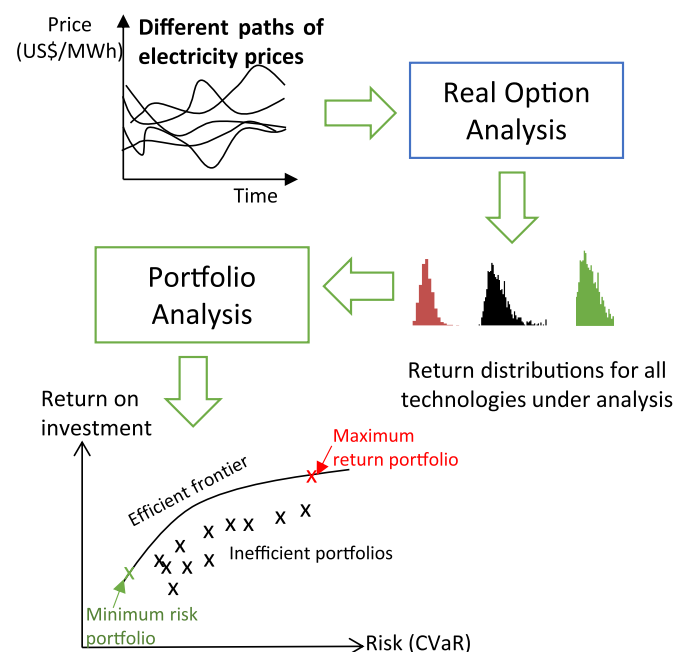 Price
(US$/MWh)
Different paths of
electricity prices
Time
Real Option
Analysis
Return distributions for all
technologies under analysis
Portfolio
Analysis
Return on
investment
Maximum
return portfolio
Efficient frontier
Inefficient portfolios
Minimum risk
portfolio
Risk (CVaR)